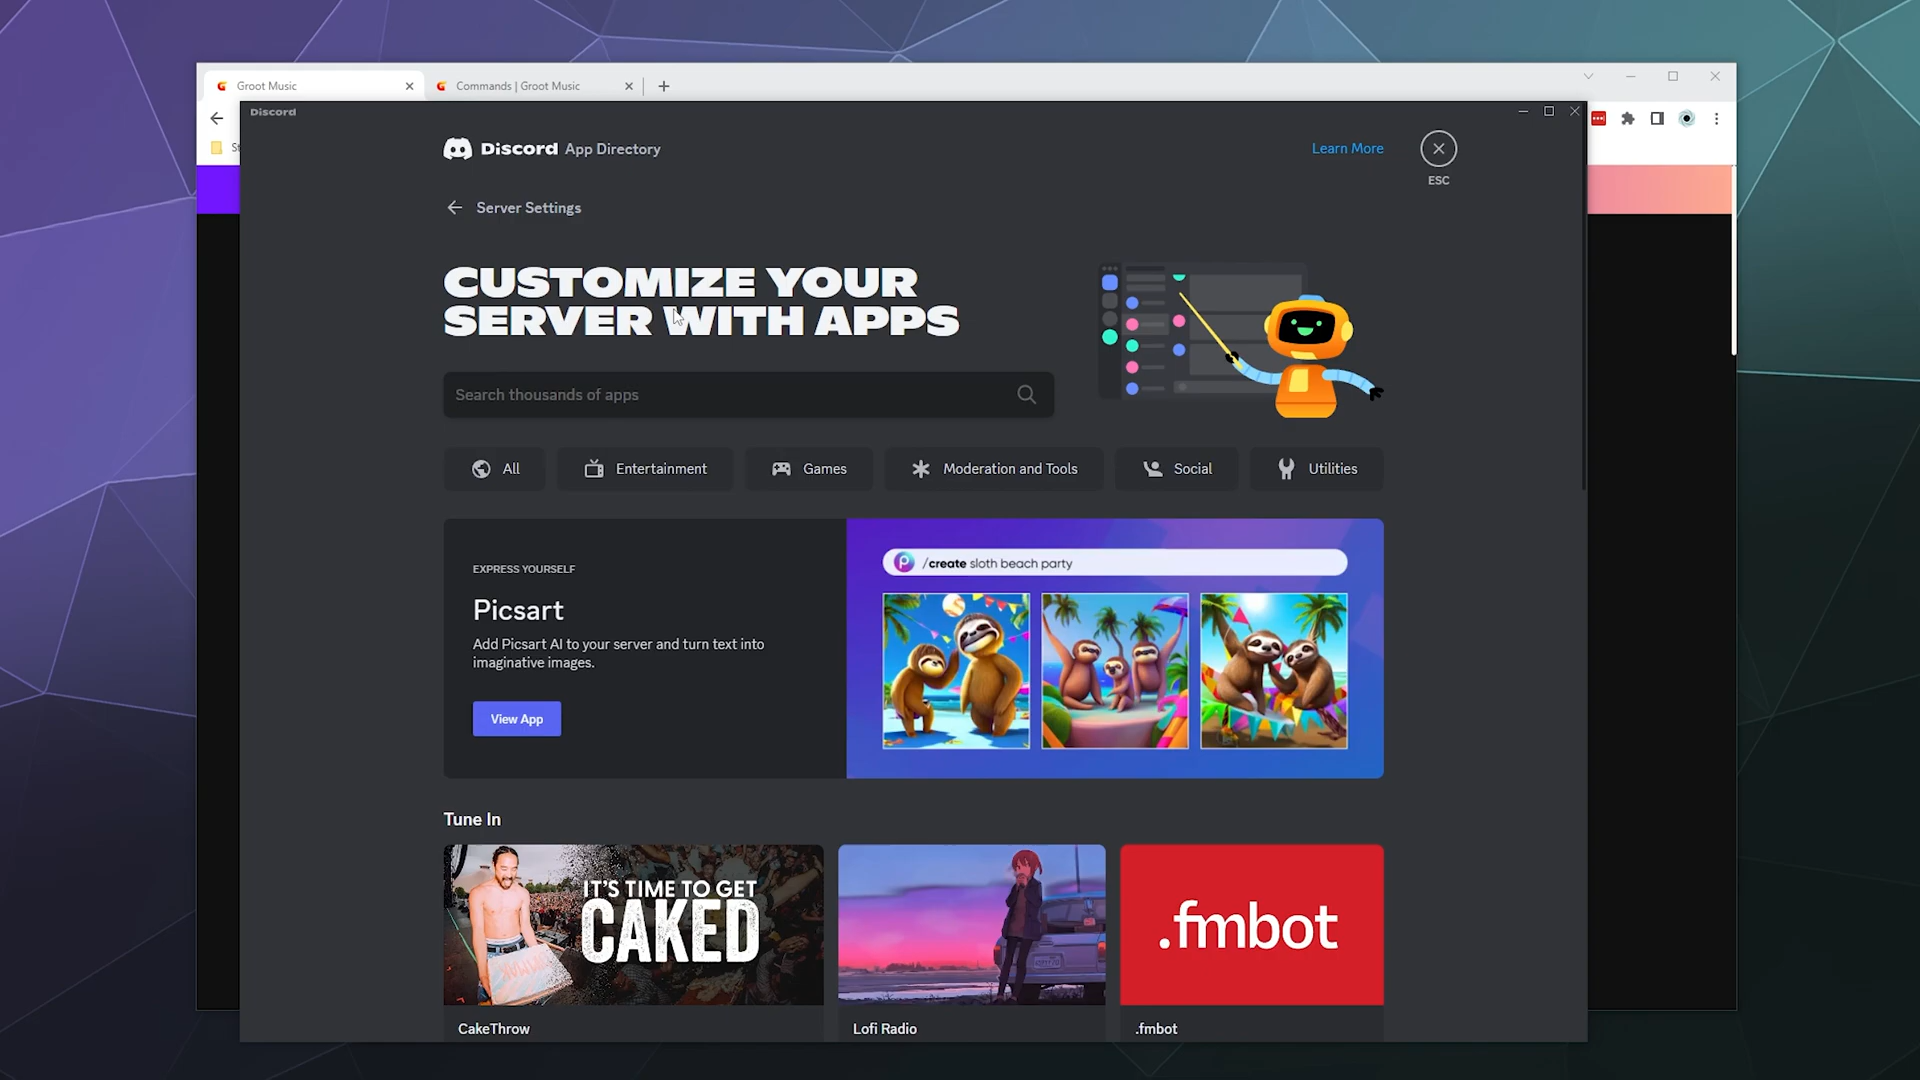 Groot Music
Commands | Groot Music
Discord
St
Discord App Directory
Learn More
ESC
Server Settings
CUSTOMIZE YOUR
SERVER WITH APPS
Search thousands of apps
All
Entertainment
Games
Moderation and Tools
Social
Utilities
EXPRESS YOURSELF
Picsart
Add Picsart AI to your server and turn text into
imaginative images.
View App
/create sloth beach party
Tune In
IT'S TIME TO GET
CAKED
.fmbot
CakeThrow
Lofi Radio
.fmbot